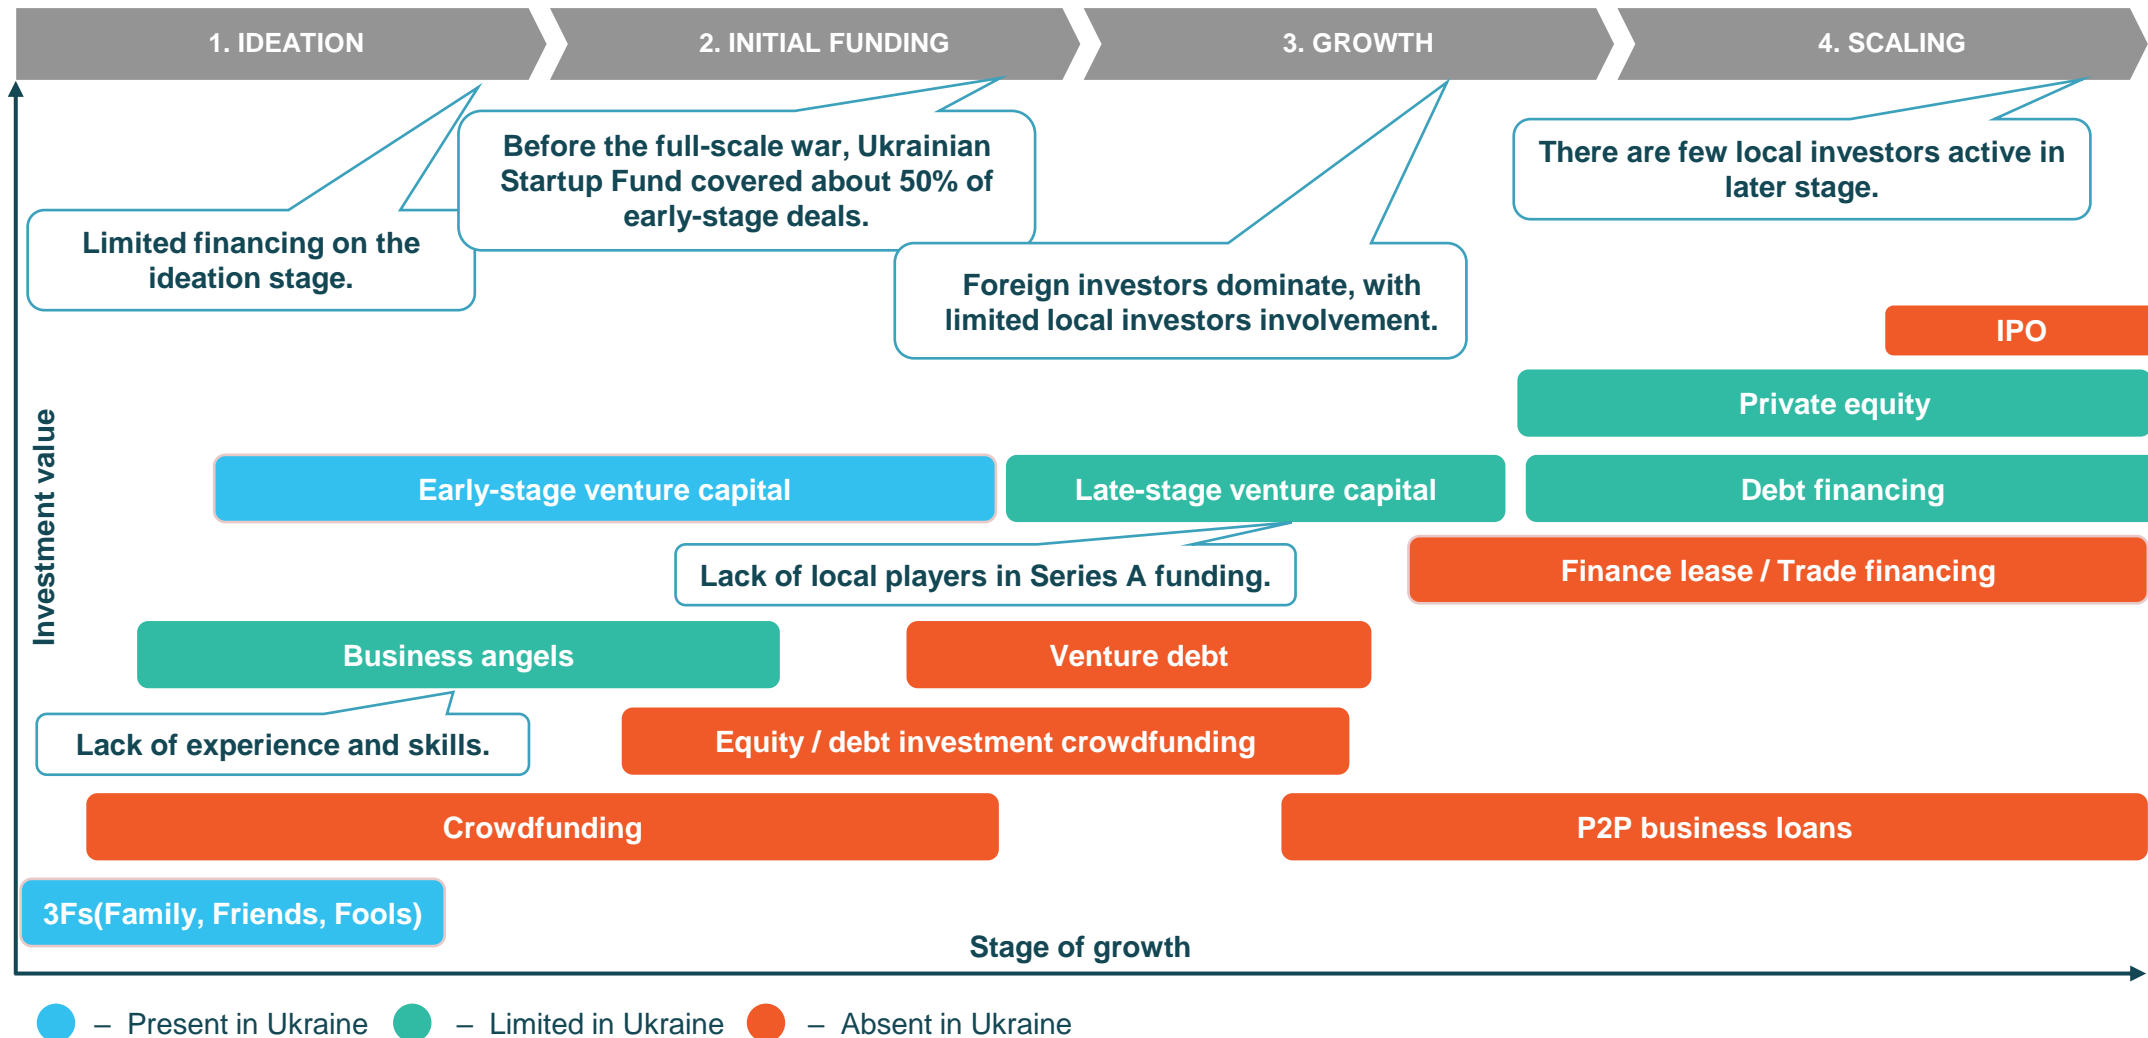 1. IDEATION
2. INITIAL FUNDING
3. GROWTH
4. SCALING
Before the full-scale war, Ukrainian
Startup Fund covered about 50% of
early-stage deals.
There are few local investors active in
later stage.
Limited financing on the
ideation stage.
Foreign investors dominate, with
limited local investors involvement.
IPO
Private equity
Investment value
Early-stage venture capital
Late-stage venture capital
Debt financing
Lack of local players in Series A funding.
Finance lease / Trade financing
Business angels
Venture debt
Lack of experience and skills.
Equity / debt investment crowdfunding
Crowdfunding
P2P business loans
3Fs(Family, Friends, Fools)
Stage of growth
– Present in Ukraine
– Limited in Ukraine
– Absent in Ukraine